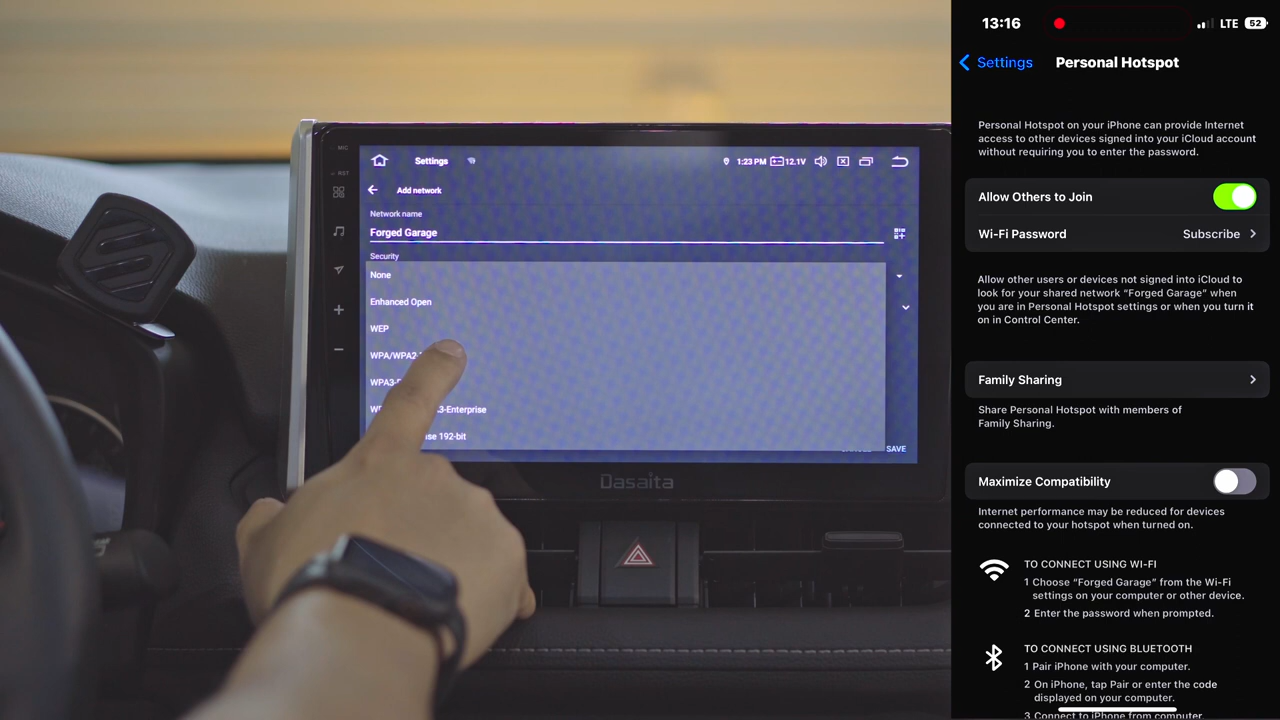 MIC
RST
Settings
1:23 PM
12.1V
Add network
Network name
Forged Garage
Security
None
Enhanced Open
WEP
WPA/WPA2-
WPA3-
3-Enterprise
192-bit
SAVE
Dasaita
13:16
LTE
52
Settings
Personal Hotspot
Personal Hotspot on your iPhone can provide Internet
access to other devices signed into your iCloud account
without requiring you to enter the password.
Allow Others to Join
Wi-Fi Password
Subscribe
Allow other users or devices not signed into iCloud to
look for your shared network “Forged Garage” when
you are in Personal Hotspot settings or when you turn it
on in Control Center.
Family Sharing
Share Personal Hotspot with members of
Family Sharing.
Maximize Compatibility
Internet performance may be reduced for devices
connected to your hotspot when turned on.
TO CONNECT USING WI-FI
1 Choose “Forged Garage” from the Wi-Fi
settings on your computer or other device.
2 Enter the password when prompted.
TO CONNECT USING BLUETOOTH
1 Pair iPhone with your computer.
2 On iPhone, tap Pair or enter the code
displayed on your computer.
3 Connect to iPhone from computer.